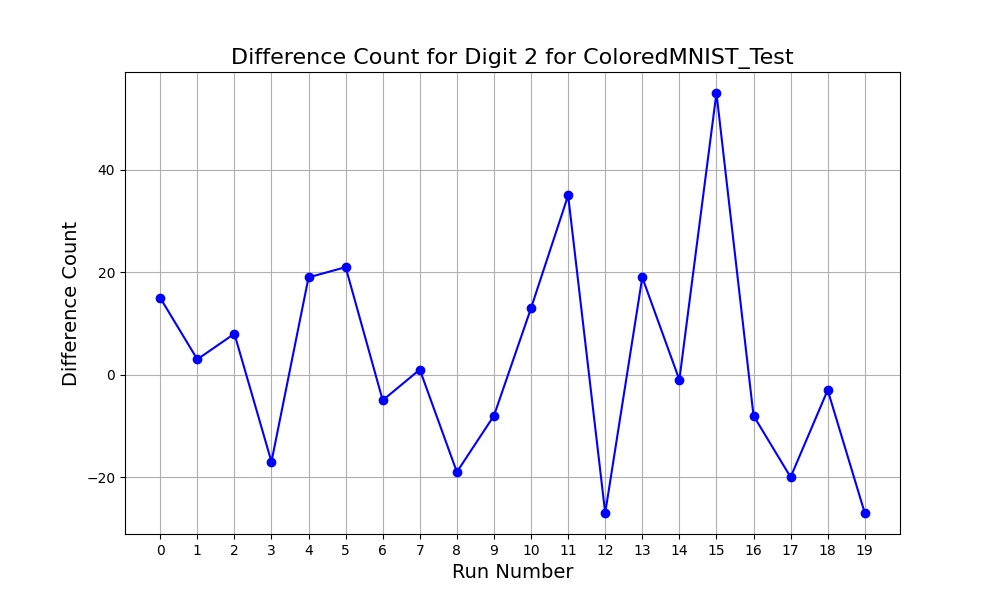 Difference Count for Digit 2 for ColoredMNIST_Test
Difference Count
40
20
0
−20
0 1 2 3 4 5 6 7 8 9 10 11 12 13 14 15 16 17 18 19
Run Number